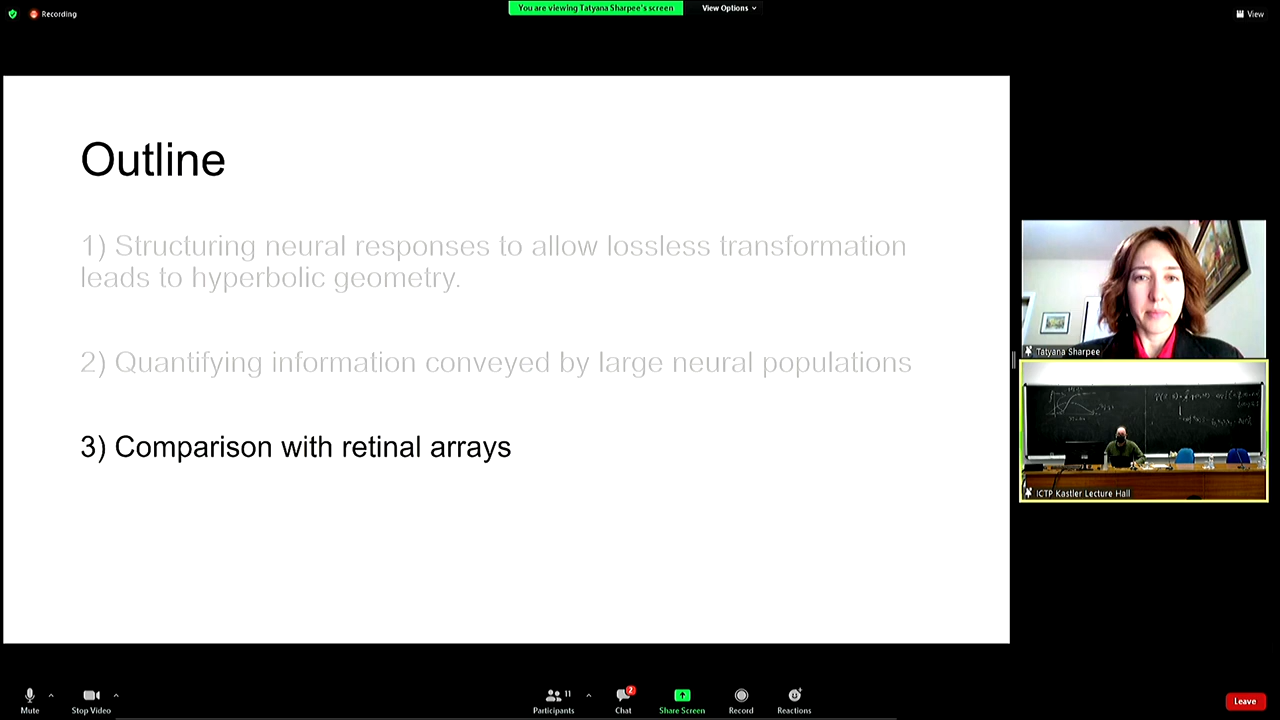 Recording
You are viewing Tatyana Sharpee's screen
View Options
View
Outline
1) Structuring neural responses to allow lossless transformation
leads to hyperbolic geometry.
2) Quantifying information conveyed by large neural populations
3) Comparison with retinal arrays
Tatyana Sharpee
ICTP Kastler Lecture Hall
Mute
Stop Video
Participants
11
Chat
2
Share Screen
Record
Reactions
Leave